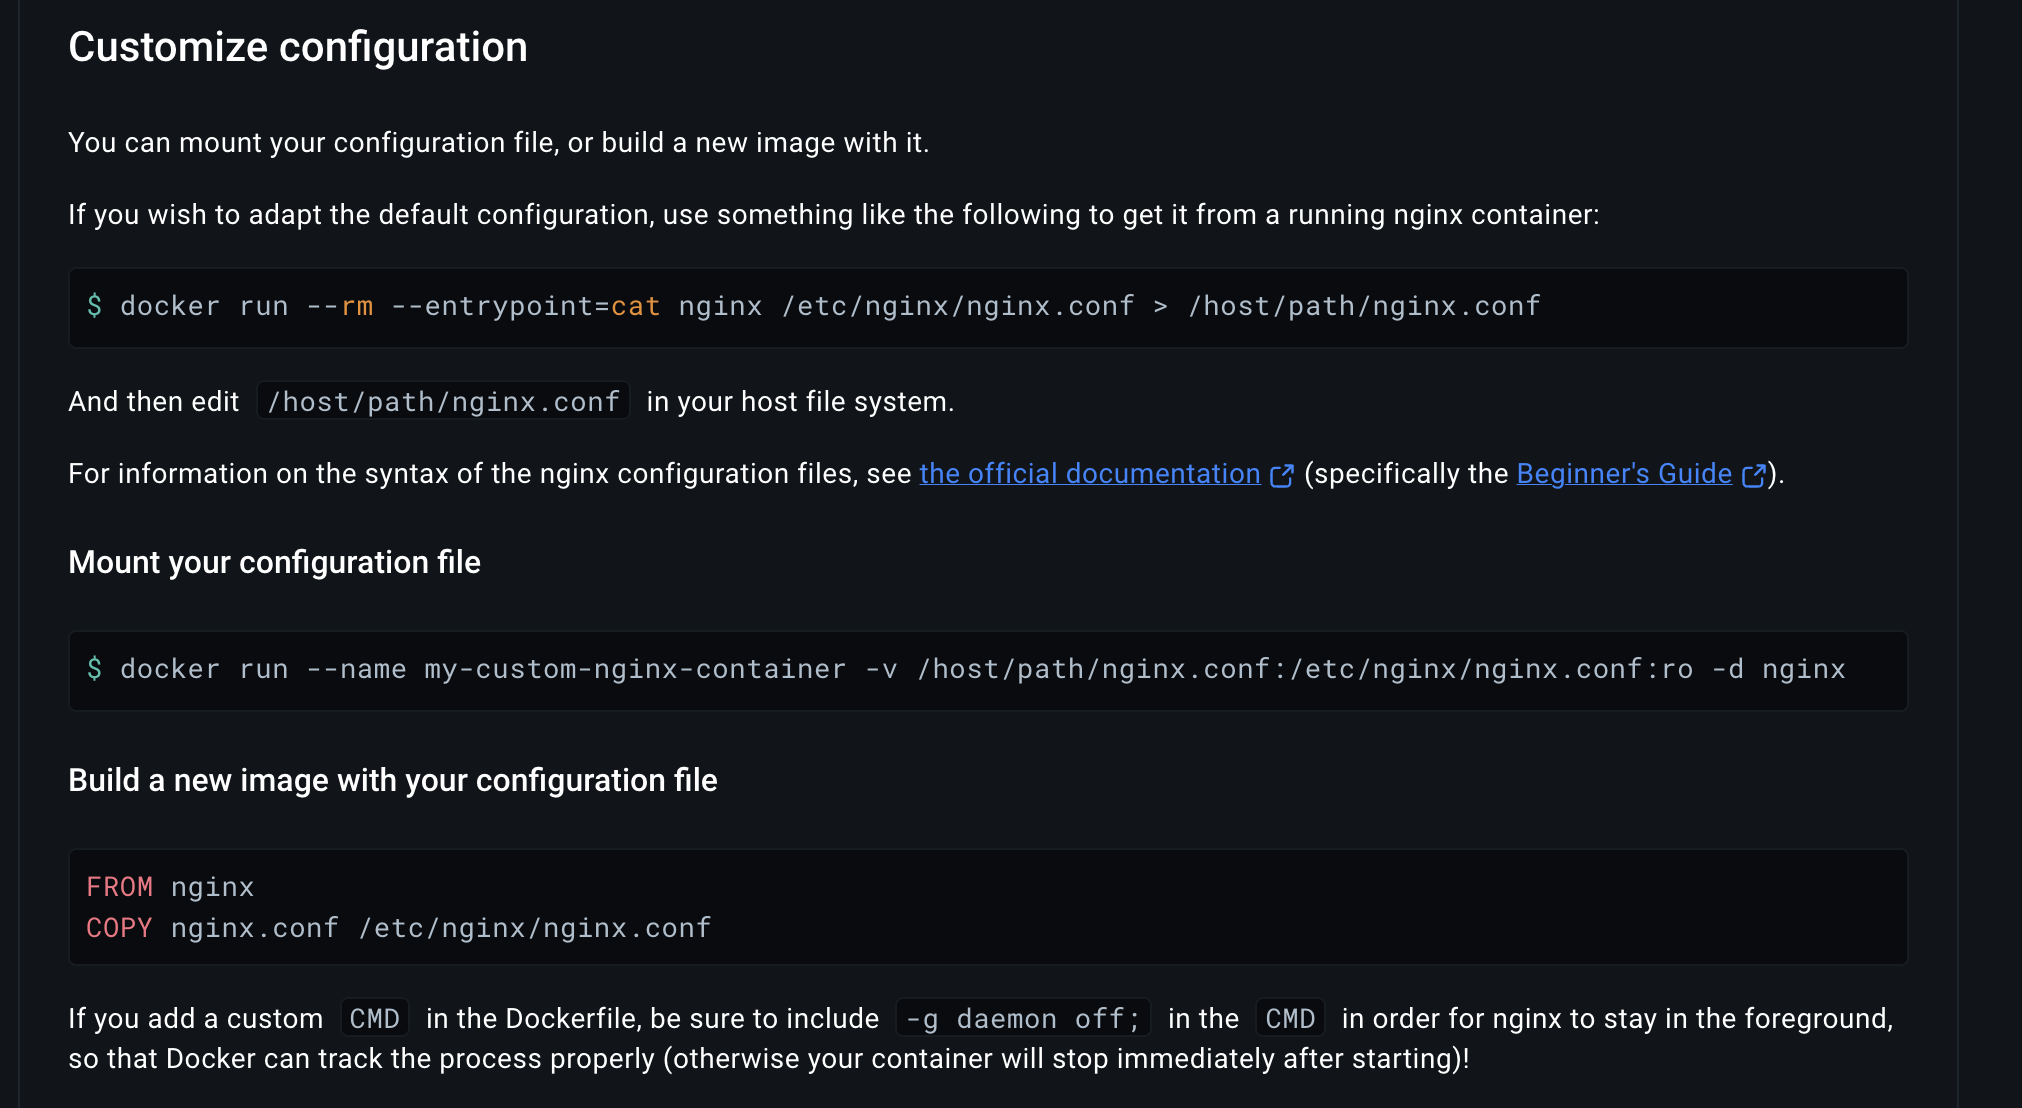 Customize configuration
You can mount your configuration file, or build a new image with it.
If you wish to adapt the default configuration, use something like the following to get it from a running nginx container:
$ docker run --rm --entrypoint=cat nginx /etc/nginx/nginx.conf > /host/path/nginx.conf
And then edit /host/path/nginx.conf in your host file system.
For information on the syntax of the nginx configuration files, see the official documentation (specifically the Beginner's Guide).
Mount your configuration file
$ docker run --name my-custom-nginx-container -v /host/path/nginx.conf:/etc/nginx/nginx.conf:ro -d nginx
Build a new image with your configuration file
FROM nginx
COPY nginx.conf /etc/nginx/nginx.conf
If you add a custom CMD in the Dockerfile, be sure to include -g daemon off; in the CMD in order for nginx to stay in the foreground,
so that Docker can track the process properly (otherwise your container will stop immediately after starting)!